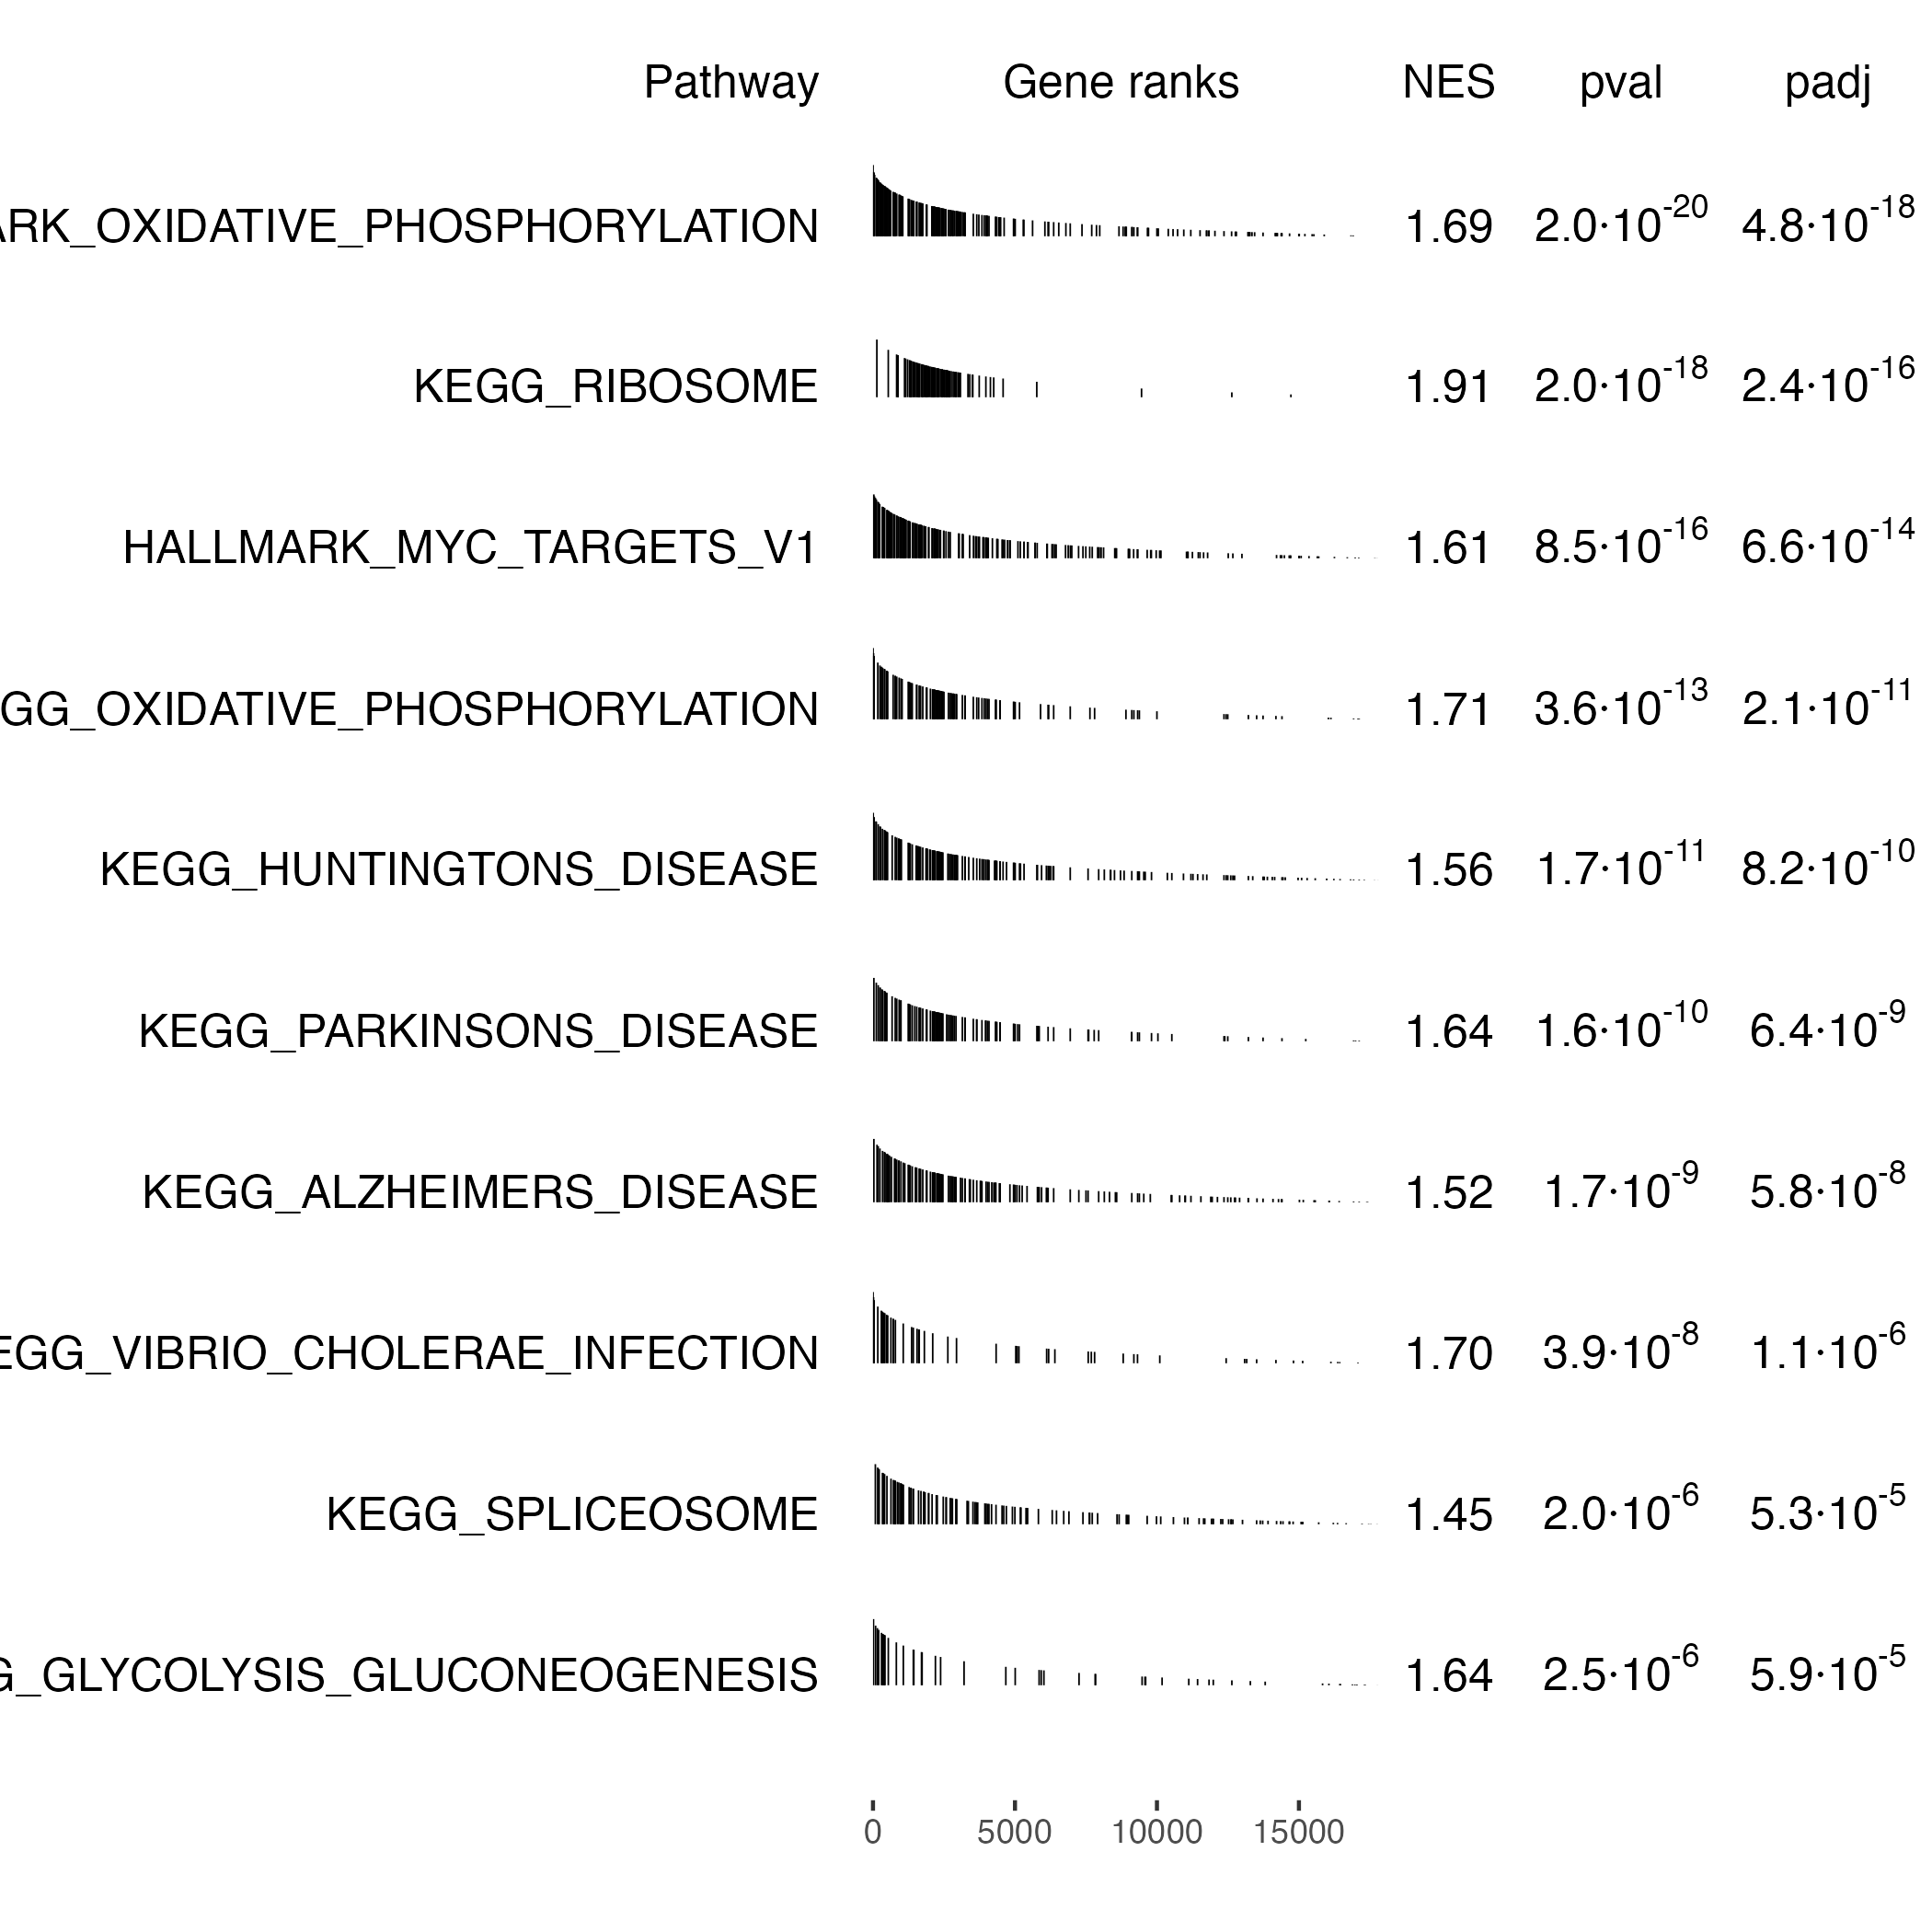 Pathway Gene ranks NES pval padj
ARK_OXIDATIVE_PHOSPHORYLATION 1.69 2.0·10⁻²⁰ 4.8·10⁻¹⁸
KEGG_RIBOSOME 1.91 2.0·10⁻¹⁸ 2.4·10⁻¹⁶
HALLMARK_MYC_TARGETS_V1 1.61 8.5·10⁻¹⁶ 6.6·10⁻¹⁴
GG_OXIDATIVE_PHOSPHORYLATION 1.71 3.6·10⁻¹³ 2.1·10⁻¹¹
KEGG_HUNTINGTONS_DISEASE 1.56 1.7·10⁻¹¹ 8.2·10⁻¹⁰
KEGG_PARKINSONS_DISEASE 1.64 1.6·10⁻¹⁰ 6.4·10⁻⁹
KEGG_ALZHEIMERS_DISEASE 1.52 1.7·10⁻⁹ 5.8·10⁻⁸
EGG_VIBRIO_CHOLERAE_INFECTION 1.70 3.9·10⁻⁸ 1.1·10⁻⁶
KEGG_SPLICEOSOME 1.45 2.0·10⁻⁶ 5.3·10⁻⁵
G_GLYCOLYSIS_GLUCONEOGENESIS 1.64 2.5·10⁻⁶ 5.9·10⁻⁵
0 5000 10000 15000